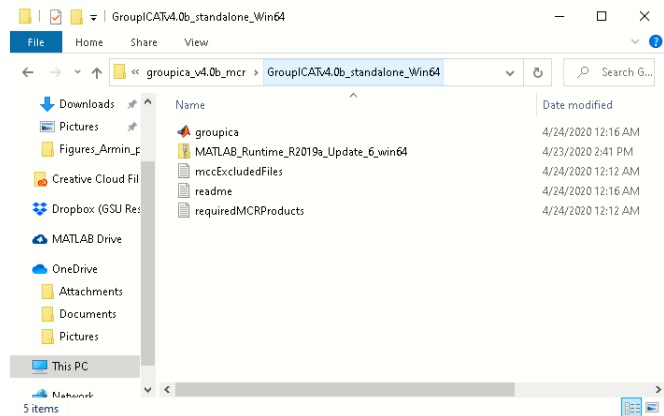 GroupICATv4.0b_standalone_Win64
File Home Share View
« groupica_v4.0b_mcr > GroupICATv4.0b_standalone_Win64
Search G...
Name Date modified
groupica 4/24/2020 12:16 AM
MATLAB_Runtime_R2019a_Update_6_win64 4/23/2020 2:41 PM
mccExcludedFiles 4/24/2020 12:12 AM
readme 4/24/2020 12:16 AM
requiredMCRProducts 4/24/2020 12:12 AM
Downloads
Pictures
Figures_Armin_p
Creative Cloud Fil
Dropbox (GSU Res
MATLAB Drive
OneDrive
Attachments
Documents
Pictures
This PC
Network
5 items